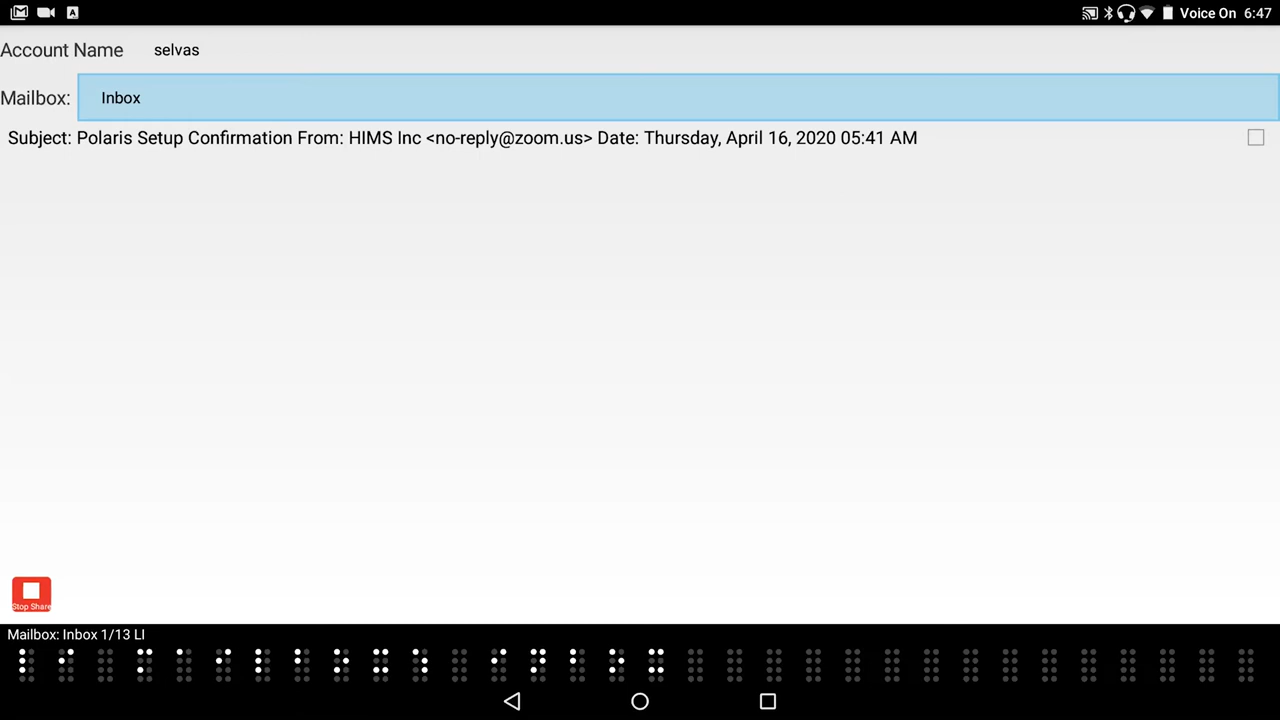 A Voice On 6:47
Account Name selvas
Mailbox: Inbox
Subject: Polaris Setup Confirmation From: HIMS Inc <no-reply@zoom.us> Date: Thursday, April 16, 2020 05:41 AM
Stop Share
Mailbox: Inbox 1/13 LI